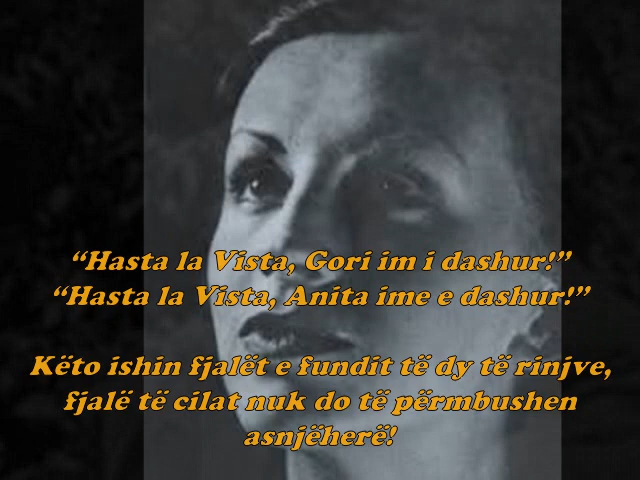 “Hasta la Vista, Gori im i dashur!”
“Hasta la Vista, Anita ime e dashur!”
Këto ishin fjalët e fundit të dy të rinjve,
fjalë të cilat nuk do të përmbushen
asnjëherë!